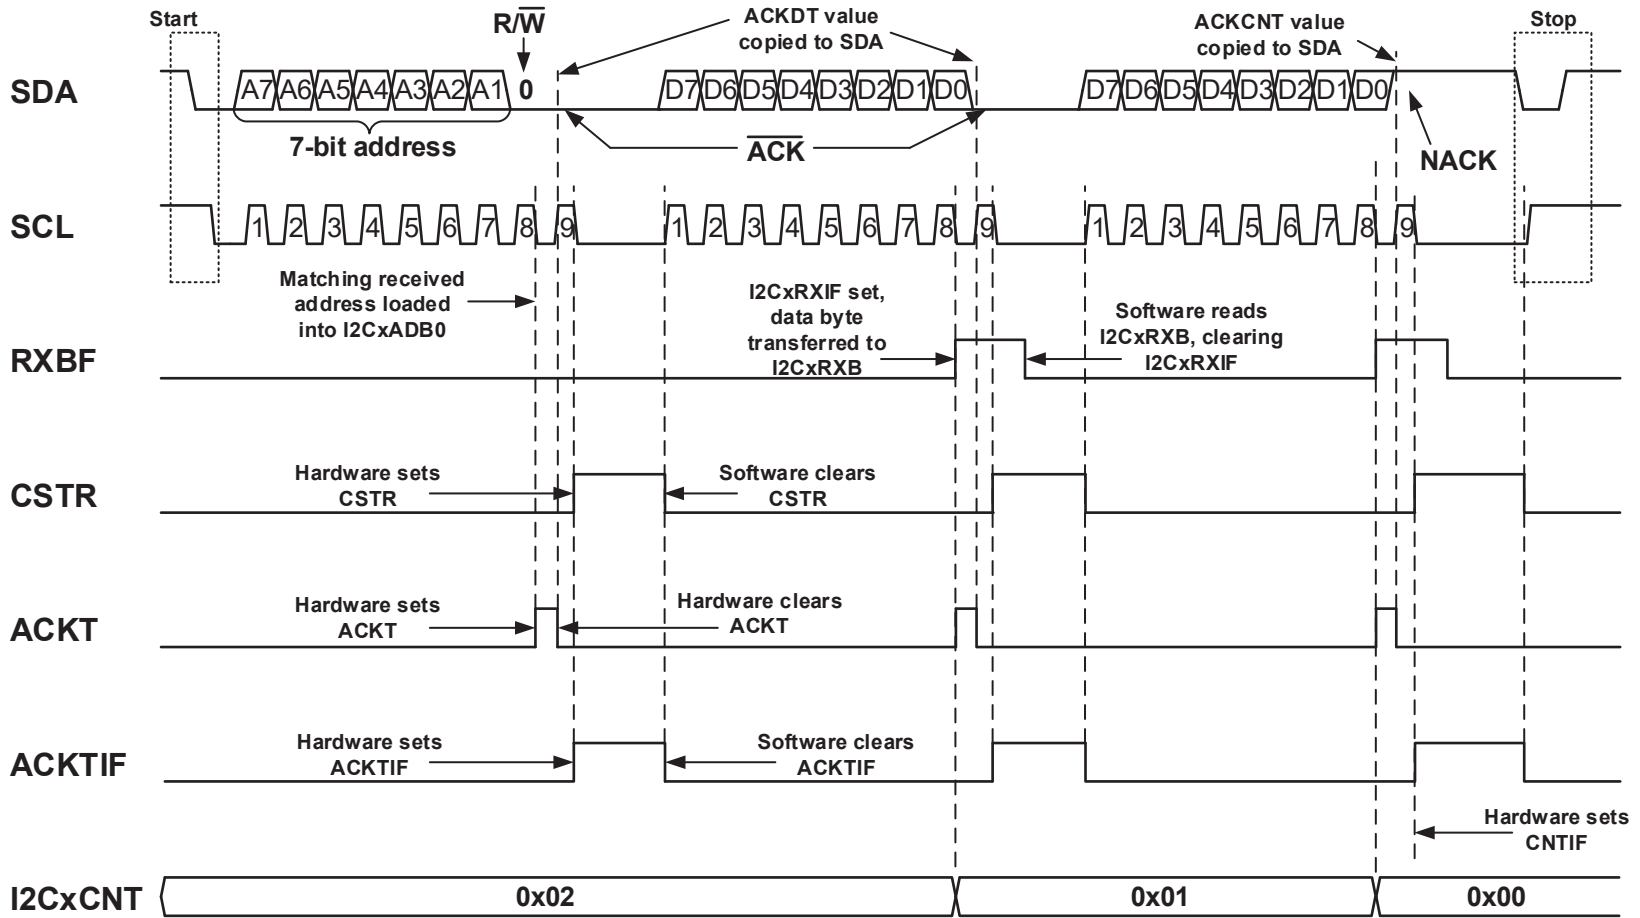 Start
R/W̅
ACKDT value
copied to SDA
ACKCNT value
copied to SDA
Stop
SDA
A7 A6 A5 A4 A3 A2 A1 0
D7 D6 D5 D4 D3 D2 D1 D0
D7 D6 D5 D4 D3 D2 D1 D0
7-bit address
A̅C̅K̅
NACK
SCL
1 2 3 4 5 6 7 8 9
1 2 3 4 5 6 7 8 9
1 2 3 4 5 6 7 8 9
Matching received
address loaded
into I2CxADB0
I2CxRXIF set,
data byte
transferred to
I2CxRXB
Software reads
I2CxRXB, clearing
I2CxRXIF
RXBF
Hardware sets
CSTR
Software clears
CSTR
CSTR
Hardware sets
ACKT
Hardware clears
ACKT
ACKT
Hardware sets
ACKTIF
Software clears
ACKTIF
ACKTIF
Hardware sets
CNTIF
I2CxCNT
0x02
0x01
0x00